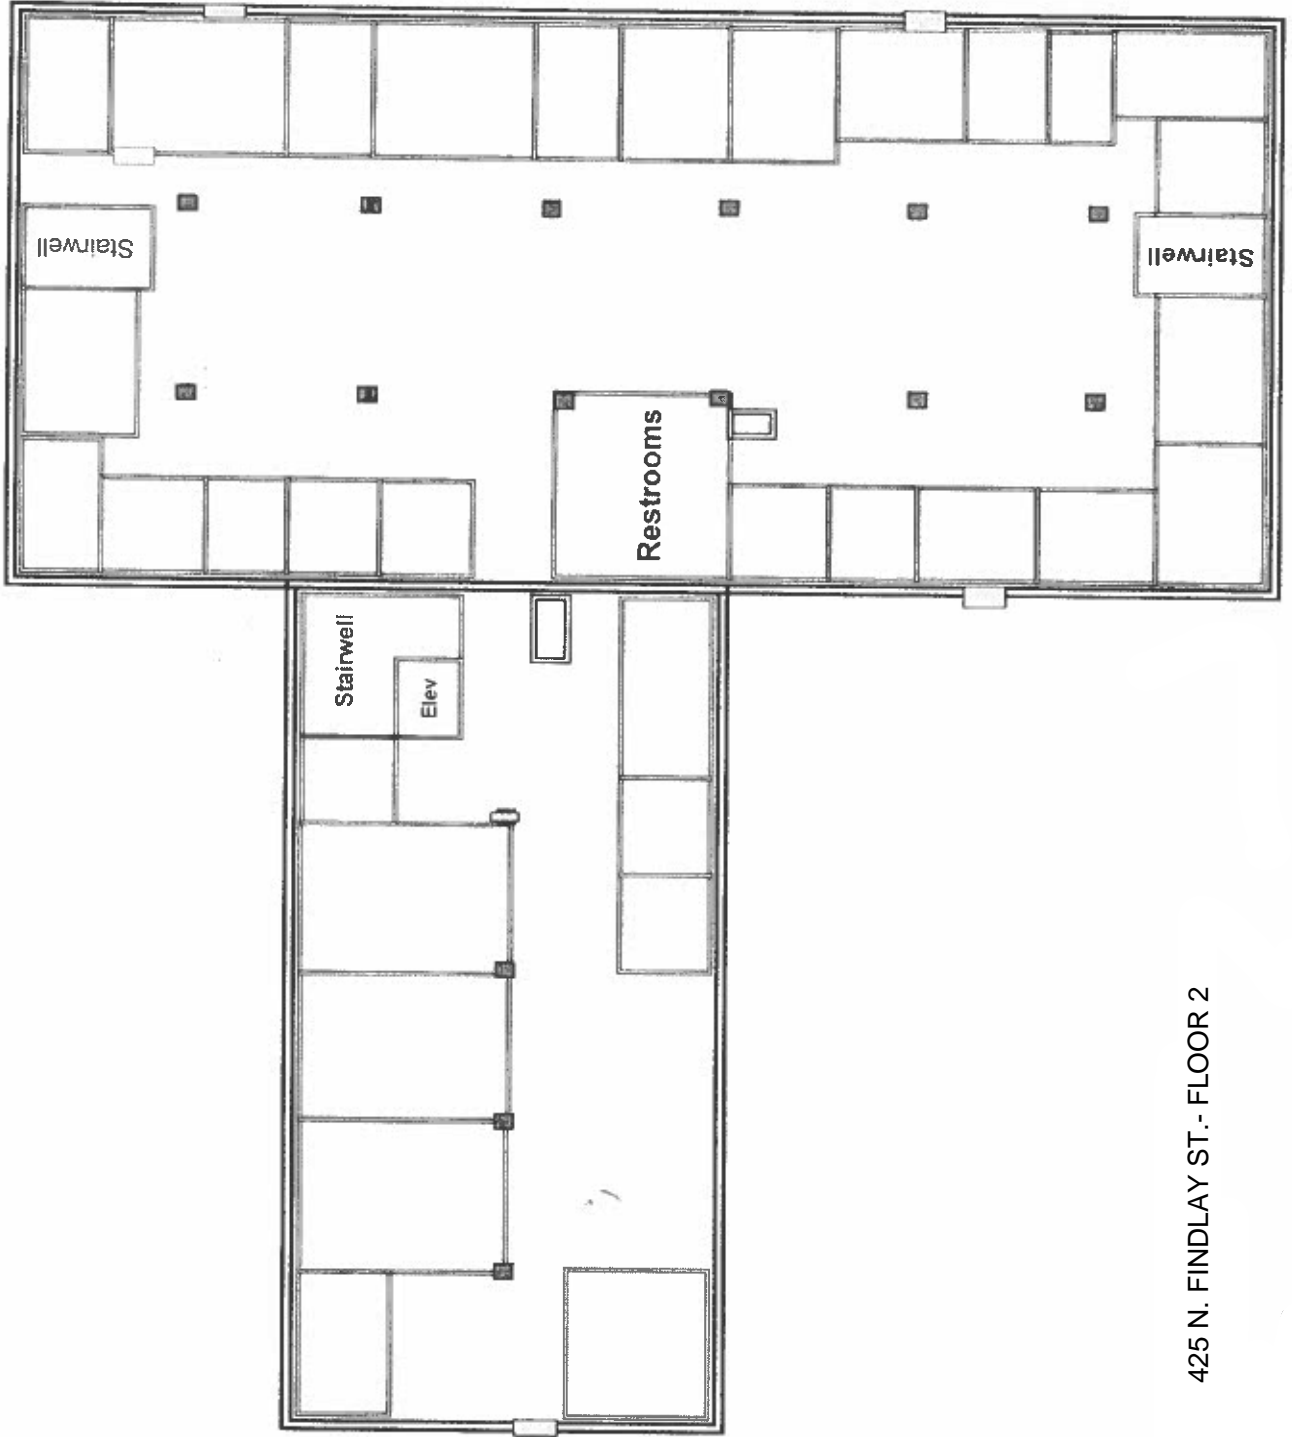 Stairwell
Stairwell
Restrooms
Stairwell
Elev
425 N. FINDLAY ST.- FLOOR 2